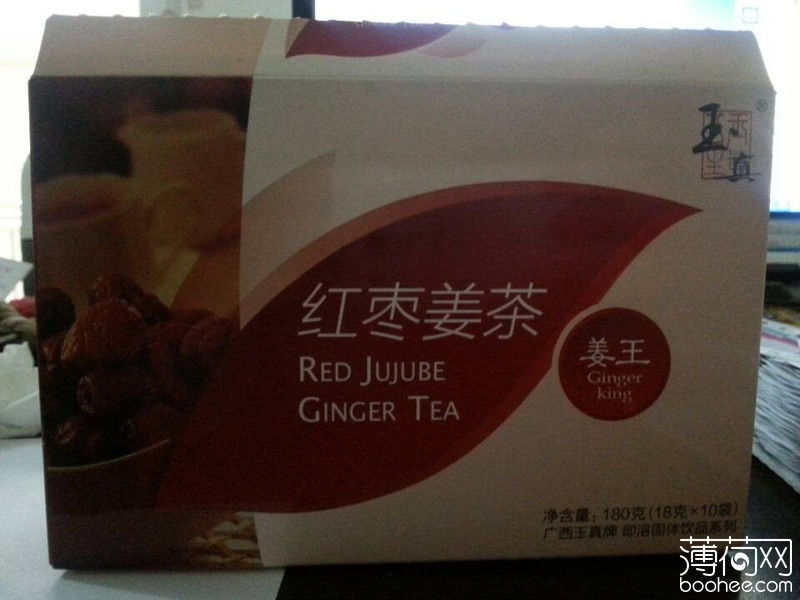 玉真
®
红枣姜茶
RED JUJUBE
GINGER TEA
姜王
Ginger
king
净含量：180克(18克×10袋)
广西玉真牌 即溶固体饮品系列
薄荷网
boohee.com